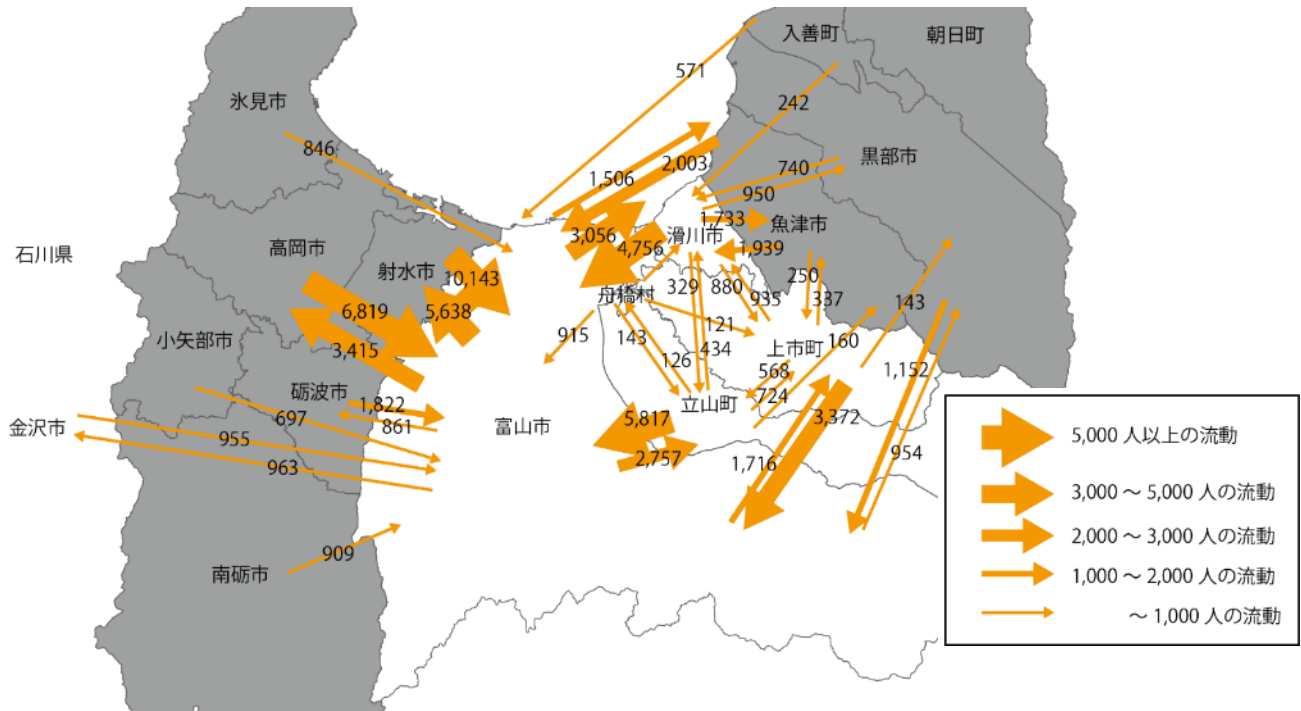 入善町
朝日町
571
氷見市
242
846
黒部市
740
2,003
1,506
950
1,733
魚津市
3,056
滑川市
石川県
高岡市
4,756
1,939
射水市
10,143
250
329
880
舟橋村
935
337
143
6,819
5,638
121
915
143
小矢部市
3,415
434
上市町
160
126
1,152
568
砺波市
724
1,822
立山町
697
5,817
3,372
金沢市
861
富山市
955
954
2,757
1,716
963
909
南砺市
5,000 人以上の流動
3,000 ～ 5,000 人の流動
2,000 ～ 3,000 人の流動
1,000 ～ 2,000 人の流動
～ 1,000 人の流動